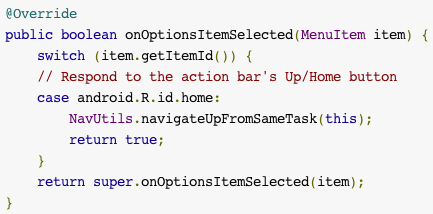 @Override
public boolean onOptionsItemSelected(MenuItem item) {
    switch (item.getItemId()) {
    // Respond to the action bar's Up/Home button
    case android.R.id.home:
        NavUtils.navigateUpFromSameTask(this);
        return true;
    }
    return super.onOptionsItemSelected(item);
}